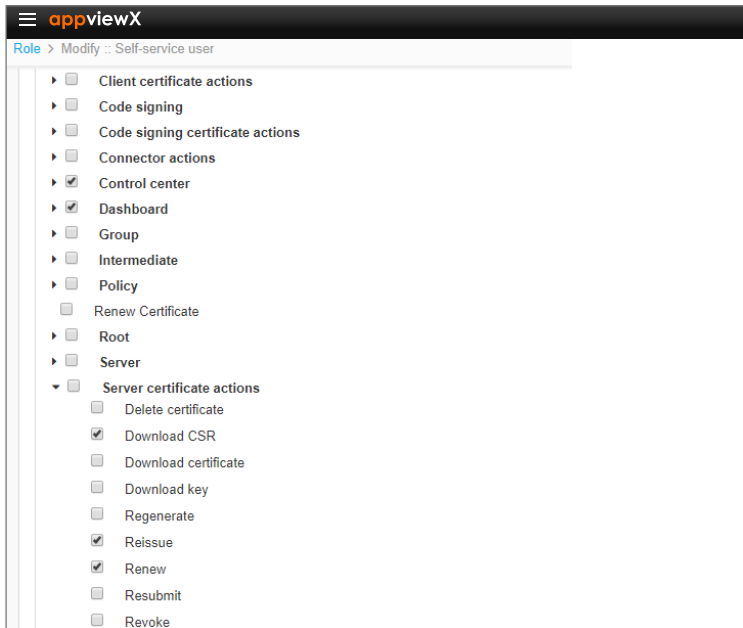 appviewX
Role > Modify :: Self-service user
Client certificate actions
Code signing
Code signing certificate actions
Connector actions
Control center
Dashboard
Group
Intermediate
Policy
Renew Certificate
Root
Server
Server certificate actions
Delete certificate
Download CSR
Download certificate
Download key
Regenerate
Reissue
Renew
Resubmit
Revoke